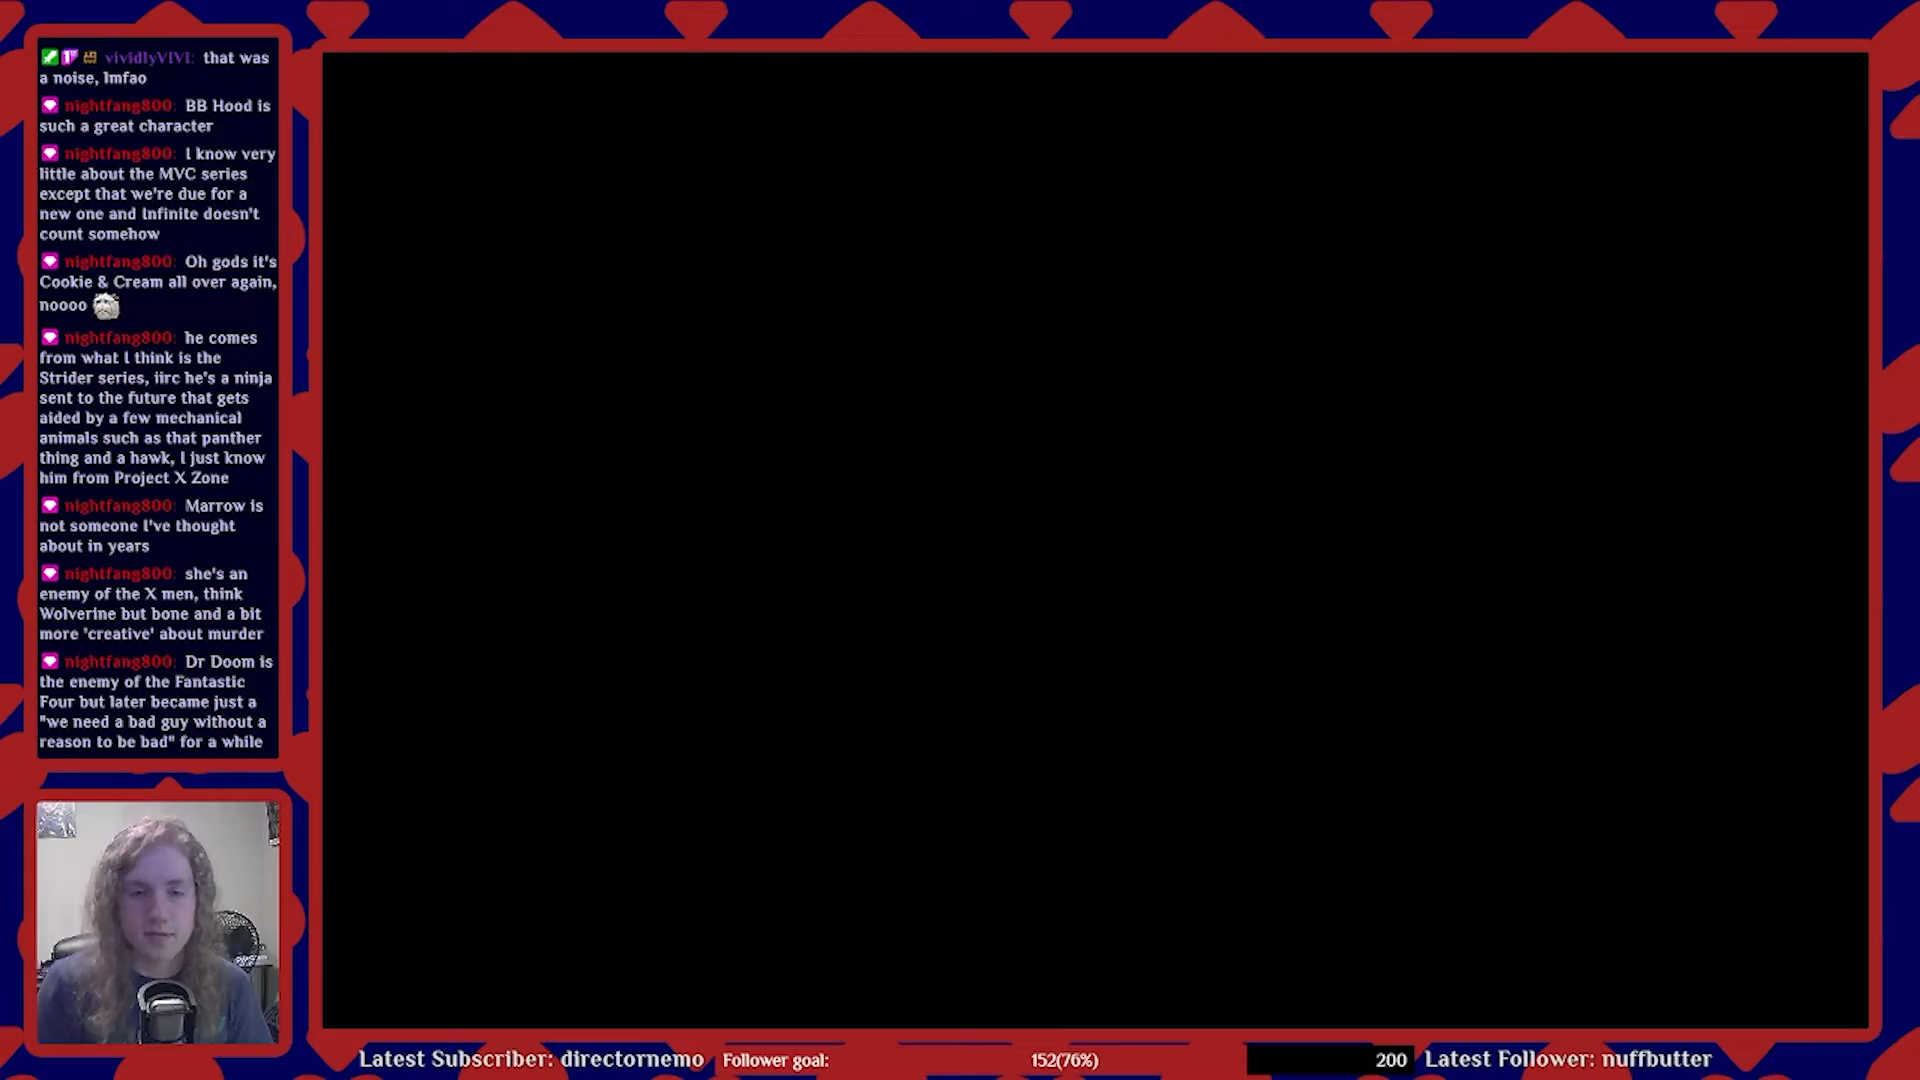 vividlyVIVI: that was
a noise, lmfao
nightfang800: BB Hood is
such a great character
nightfang800: I know very
little about the MVC series
except that we're due for a
new one and Infinite doesn't
count somehow
nightfang800: Oh gods it's
Cookie & Cream all over again,
noooo
nightfang800: he comes
from what I think is the
Strider series, iirc he's a ninja
sent to the future that gets
aided by a few mechanical
animals such as that panther
thing and a hawk, I just know
him from Project X Zone
nightfang800: Marrow is
not someone I've thought
about in years
nightfang800: she's an
enemy of the X men, think
Wolverine but bone and a bit
more 'creative' about murder
nightfang800: Dr Doom is
the enemy of the Fantastic
Four but later became just a
"we need a bad guy without a
reason to be bad" for a while
Latest Subscriber: directornemo Follower goal: 152(76%) 200 Latest Follower: nuffbutter